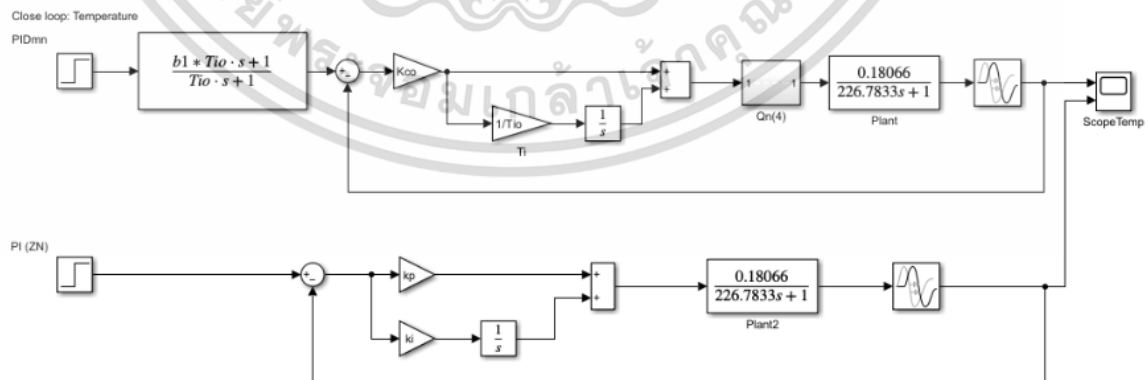 Close loop: Temperature
PIDmn
b1 * Tio · s + 1
Tio · s + 1
+
-
Kco
1/Tio
Ti
1
s
+
+
1
1
Qn(4)
0.18066
226.7833s + 1
Plant
ScopeTemp
PI (ZN)
+
-
kp
ki
1
s
+
+
0.18066
226.7833s + 1
Plant2